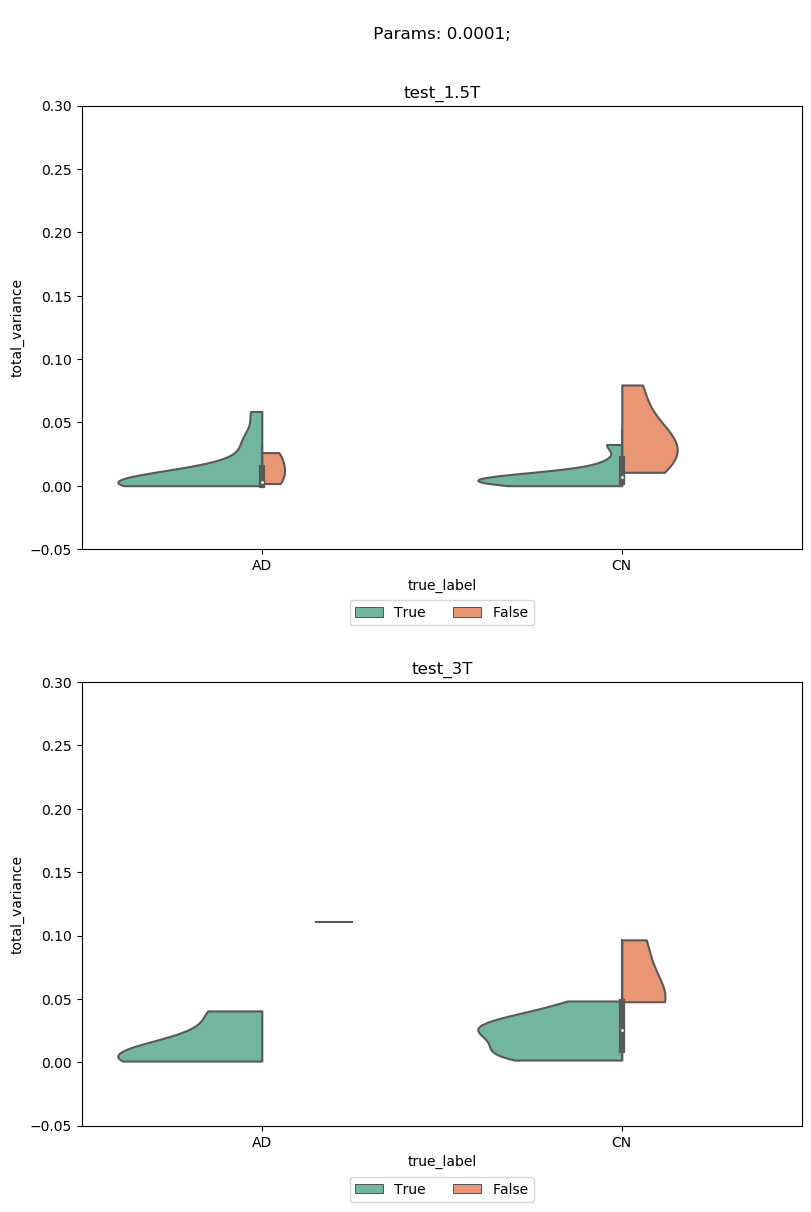 Params: 0.0001;
test_1.5T
0.30
0.25
0.20
0.15
0.10
0.05
0.00
−0.05
total_variance
AD CN
true_label
True False
test_3T
0.30
0.25
0.20
0.15
0.10
0.05
0.00
−0.05
total_variance
AD CN
true_label
True False